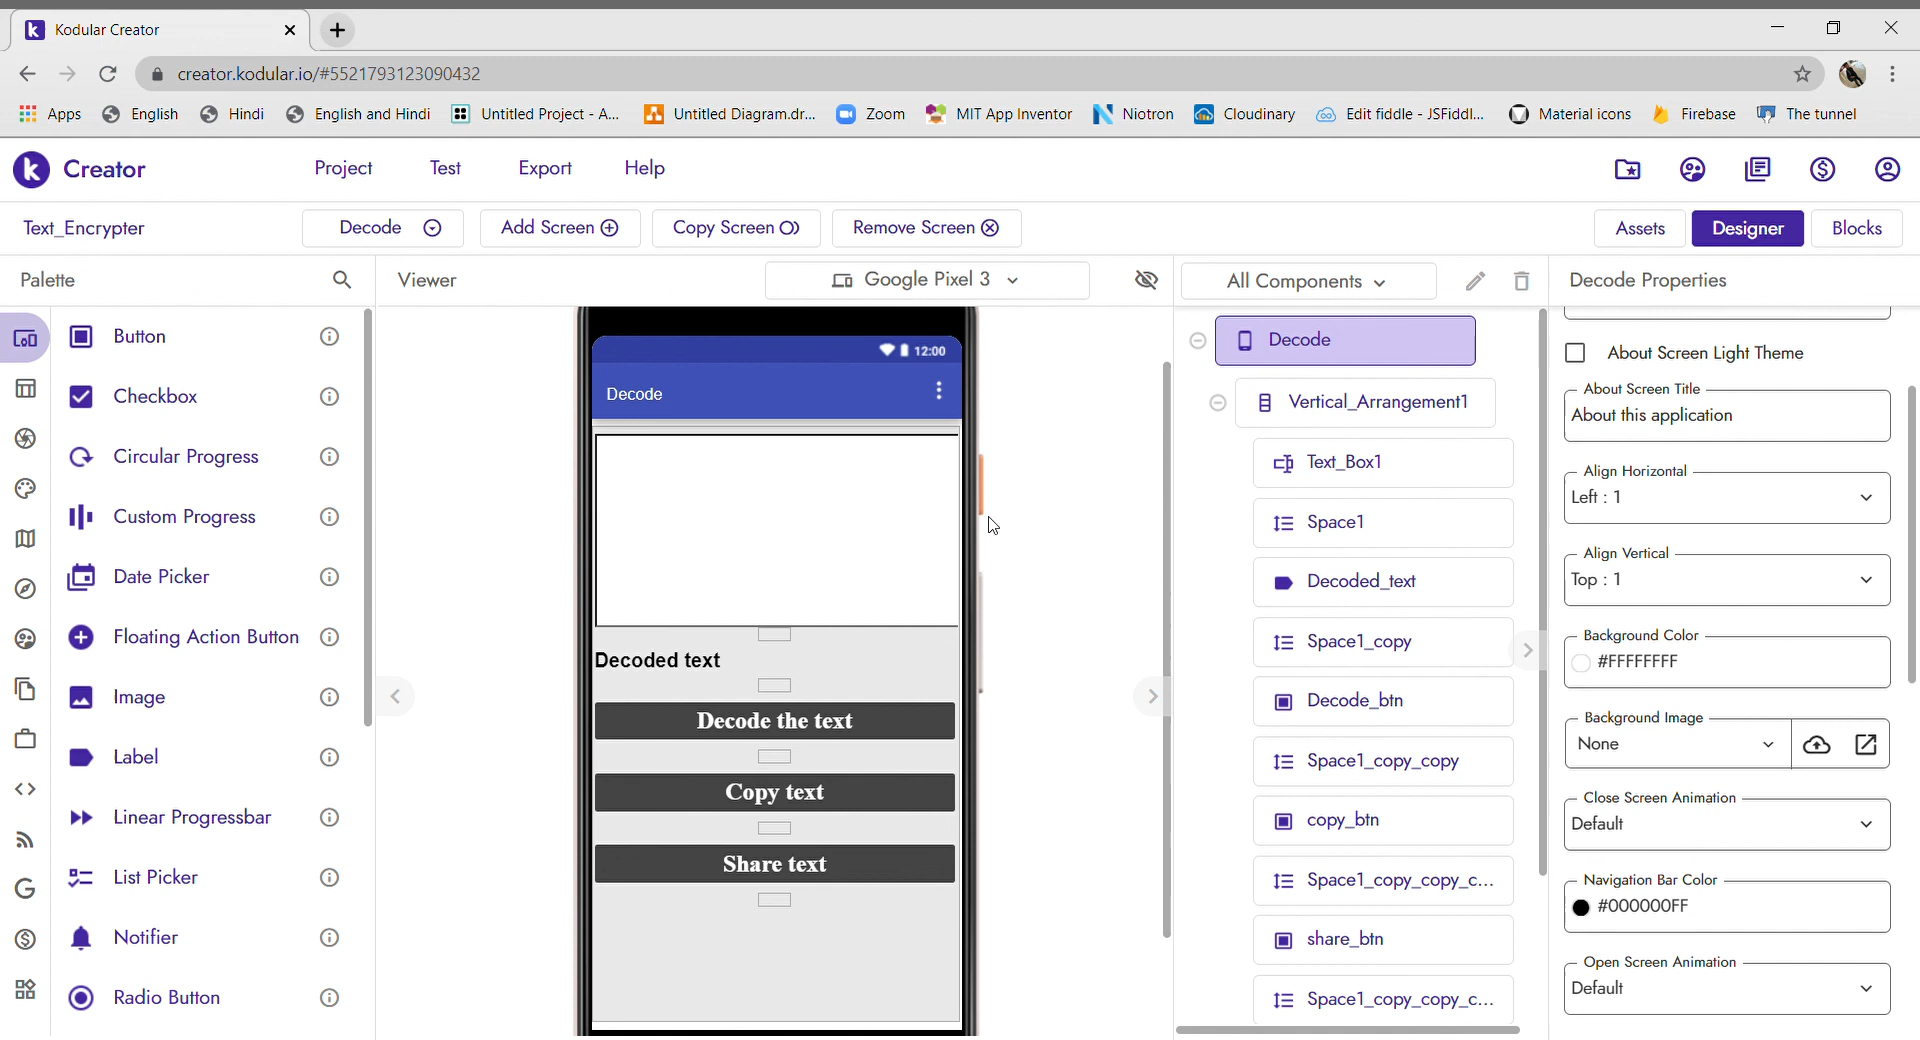 Kodular Creator
creator.kodular.io/#5521793123090432
Apps English Hindi English and Hindi Untitled Project - A... Untitled Diagram.dr... Zoom MIT App Inventor Niotron Cloudinary Edit fiddle - JSFiddl... Material icons Firebase The tunnel
Creator Project Test Export Help
Text_Encrypter Decode Add Screen Copy Screen Remove Screen Assets Designer Blocks
Palette Viewer Google Pixel 3 All Components Decode Properties
Button
Checkbox
Circular Progress
Custom Progress
Date Picker
Floating Action Button
Image
Label
Linear Progressbar
List Picker
Notifier
Radio Button
12:00
Decode
Decoded text
Decode the text
Copy text
Share text
Decode
Vertical_Arrangement1
Text_Box1
Space1
Decoded_text
Space1_copy
Decode_btn
Space1_copy_copy
copy_btn
Space1_copy_copy_c...
share_btn
Space1_copy_copy_c...
About Screen Light Theme
About Screen Title
About this application
Align Horizontal
Left : 1
Align Vertical
Top : 1
Background Color
#FFFFFFFF
Background Image
None
Close Screen Animation
Default
Navigation Bar Color
#000000FF
Open Screen Animation
Default